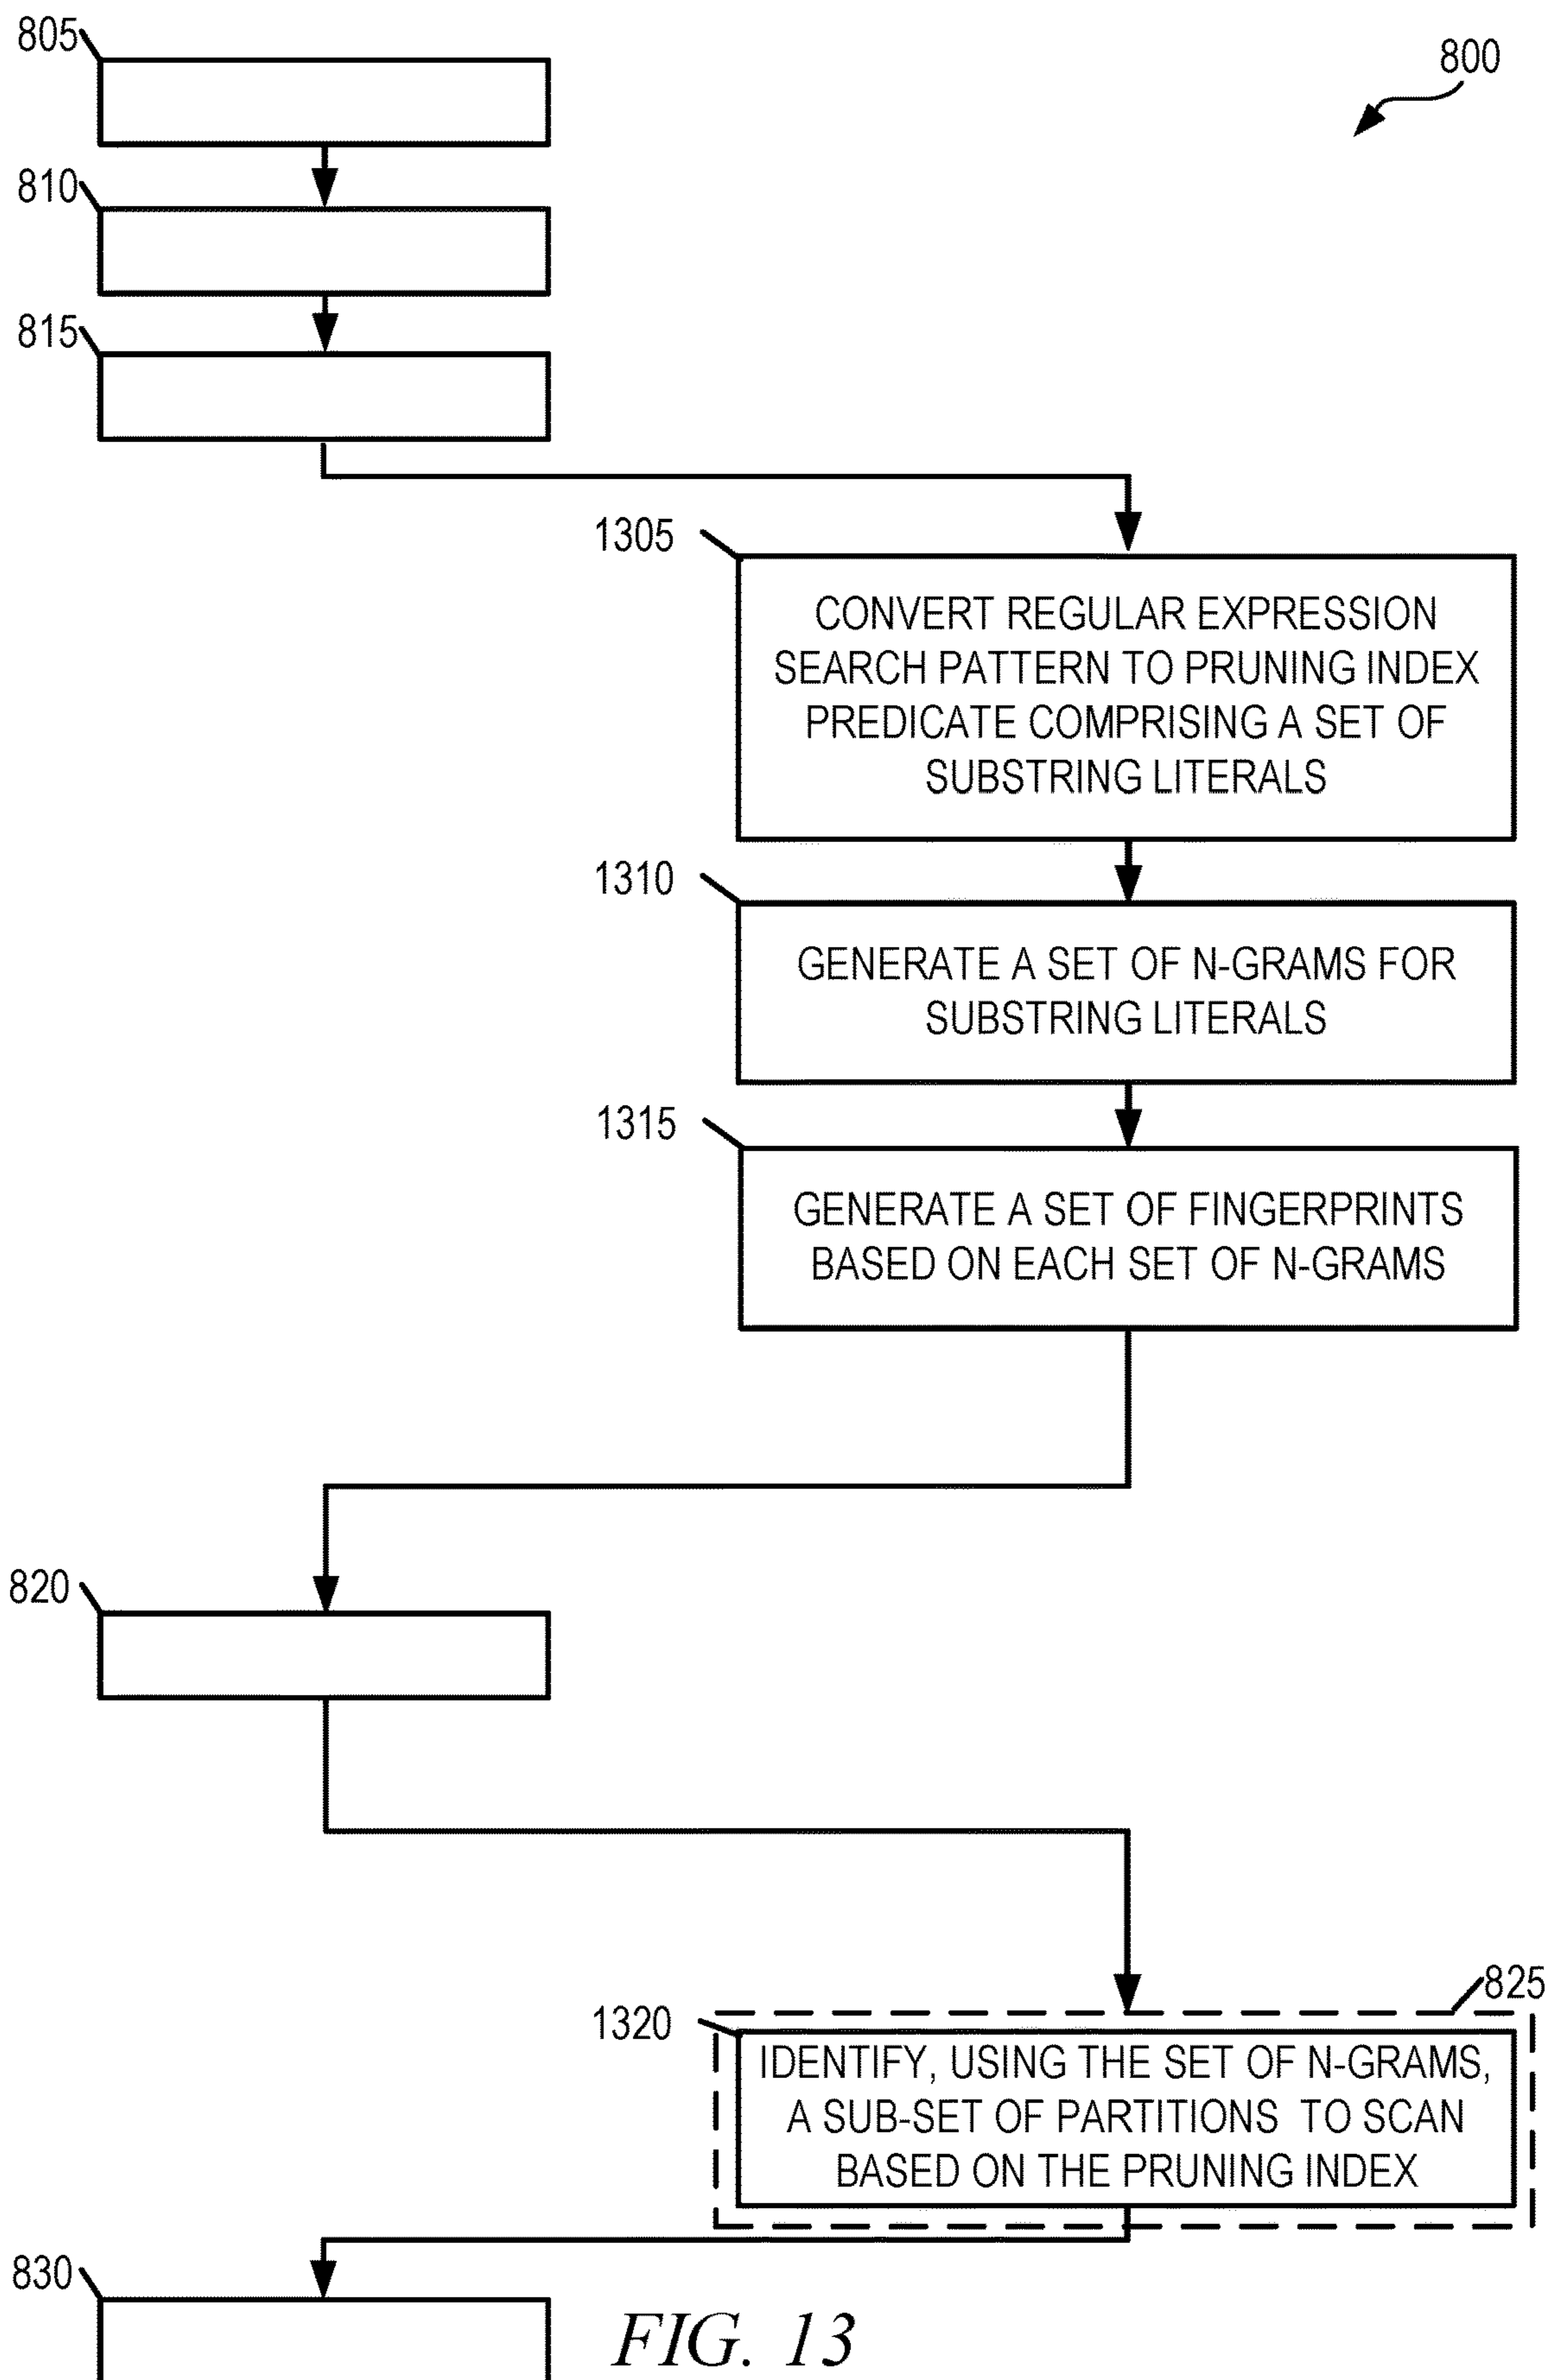 805
800
810
815
1305
CONVERT REGULAR EXPRESSION
SEARCH PATTERN TO PRUNING INDEX
PREDICATE COMPRISING A SET OF
SUBSTRING LITERALS
1310
GENERATE A SET OF N-GRAMS FOR
SUBSTRING LITERALS
1315
GENERATE A SET OF FINGERPRINTS
BASED ON EACH SET OF N-GRAMS
820
825
1320
IDENTIFY, USING THE SET OF N-GRAMS,
A SUB-SET OF PARTITIONS TO SCAN
BASED ON THE PRUNING INDEX
830
FIG. 13